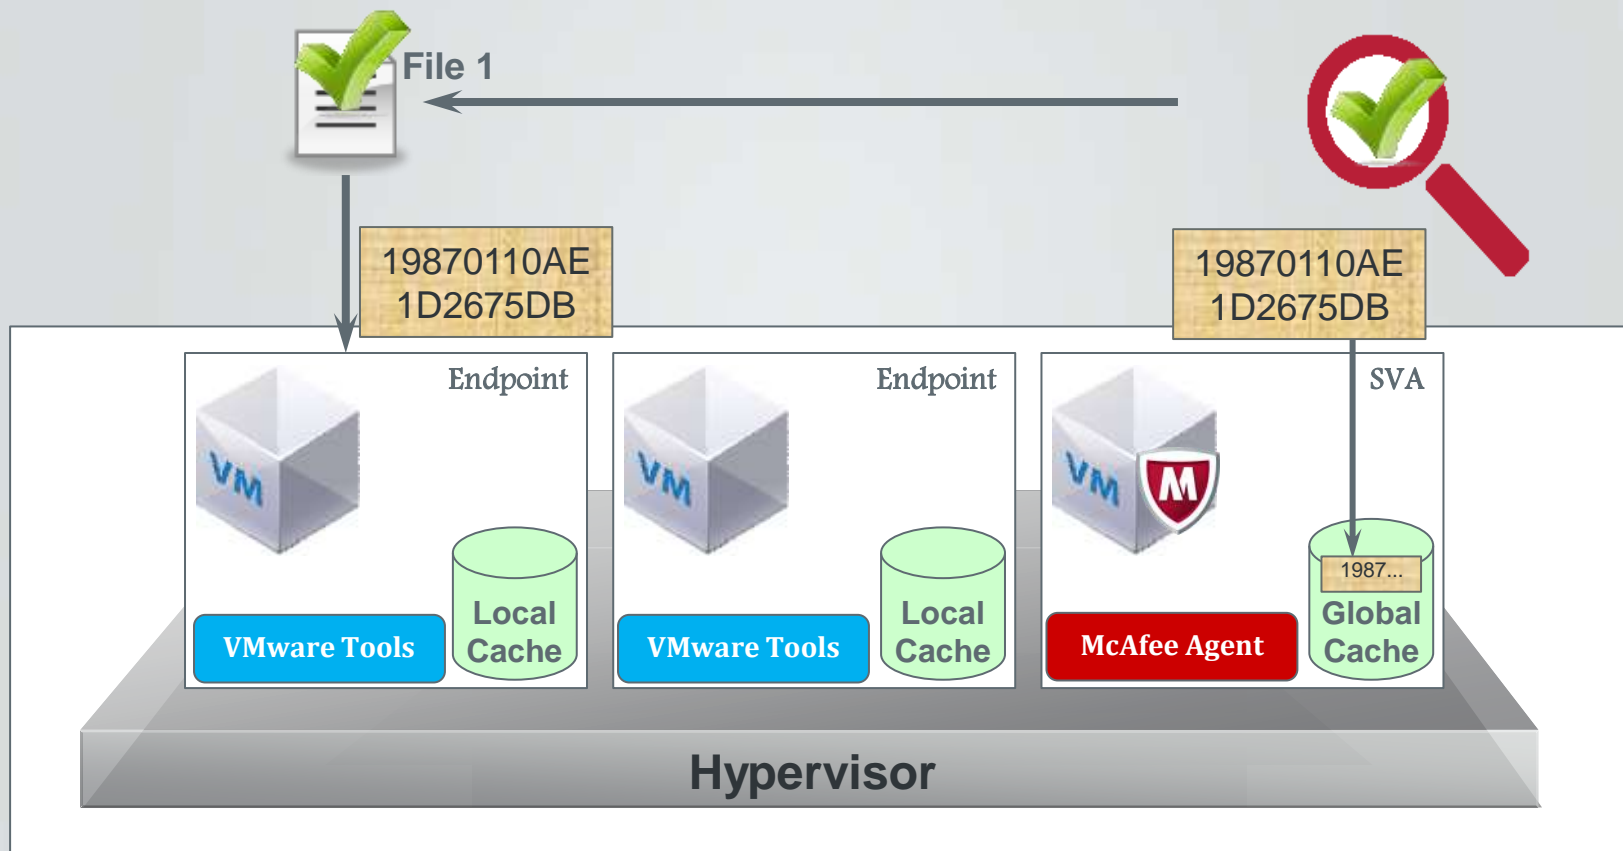 File 1
19870110AE
1D2675DB
19870110AE
1D2675DB
Endpoint
Endpoint
SVA
VM
VM
VM
M
1987...
Local
Cache
Local
Cache
Global
Cache
VMware Tools
VMware Tools
McAfee Agent
Hypervisor